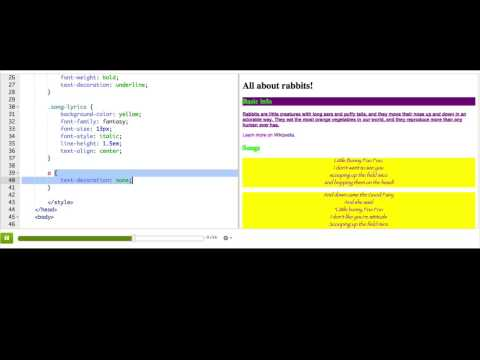 26 font-weight: bold;
27 text-decoration: underline;
28 }
29
30 .song-lyrics {
31 background-color: yellow;
32 font-family: fantasy;
33 font-size: 13px;
34 font-style: italic;
35 line-height: 1.5em;
36 text-align: center;
37 }
38
39 a {
40 text-decoration: none;
41 }
42
43 </style>
44 </head>
45 <body>
46
All about rabbits!
Basic Info
Rabbits are little creatures with long ears and puffy tails, and they move their nose up and down in an
adorable way. They eat the most orange vegetables in our world, and they reproduce more than any
human ever has.
Learn more on Wikipedia.
Songs
Little Bunny Foo Foo
I don't want to see you
scooping up the field mice
and bopping them on the head!
And down came the Good Fairy
And she said
"Little bunny Foo Foo
I don't like you're attitude
Scooping up the field mice